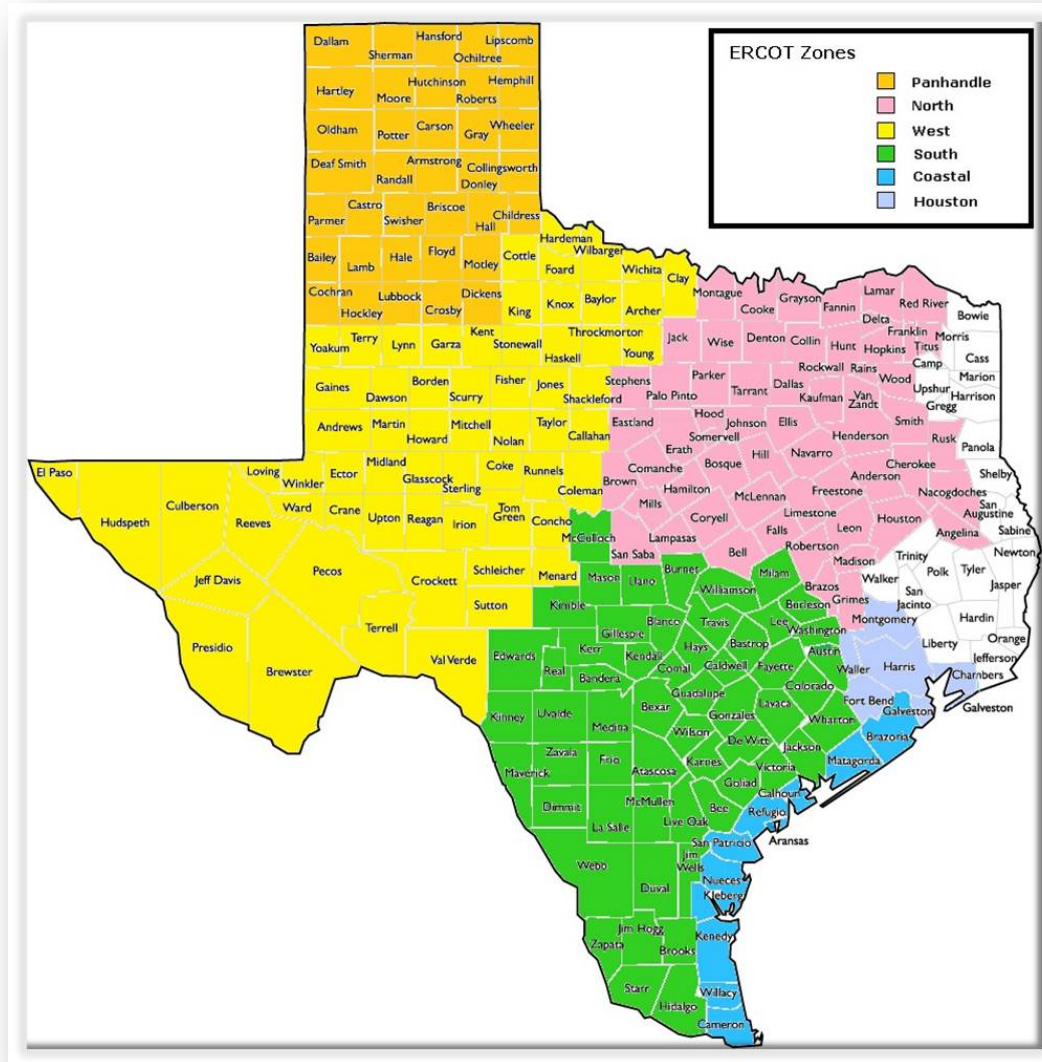 ERCOT Zones
Panhandle
North
West
South
Coastal
Houston
Dallam
Sherman
Hansford
Ochiltree
Lipscomb
Hartley
Moore
Hutchinson
Roberts
Hemphill
Oldham
Potter
Carson
Gray
Wheeler
Deaf Smith
Randall
Armstrong
Donley
Collingsworth
Parmer
Castro
Swisher
Briscoe
Hall
Childress
Bailey
Lamb
Hale
Floyd
Motley
Cottle
Hardeman
Foard
Wilbarger
Wichita
Clay
Cochran
Hockley
Lubbock
Crosby
Dickens
King
Knox
Baylor
Archer
Montague
Cooke
Grayson
Fannin
Lamar
Red River
Bowie
Delta
Franklin
Titus
Morris
Cass
Yoakum
Terry
Lynn
Garza
Kent
Stonewall
Haskell
Throckmorton
Young
Jack
Wise
Denton
Collin
Hunt
Hopkins
Camp
Marion
Gaines
Dawson
Borden
Scurry
Fisher
Jones
Shackleford
Stephens
Palo Pinto
Parker
Tarrant
Dallas
Rockwall
Rains
Kaufman
Van
Zandt
Wood
Upshur
Harrison
Gregg
Andrews
Martin
Howard
Mitchell
Nolan
Taylor
Callahan
Eastland
Erath
Hood
Somervell
Johnson
Ellis
Henderson
Smith
Rusk
Panola
El Paso
Hudspeth
Culberson
Loving
Winkler
Ector
Midland
Glasscock
Sterling
Coke
Runnels
Coleman
Brown
Comanche
Hamilton
Bosque
Hill
Navarro
Anderson
Cherokee
Shelby
Reeves
Ward
Crane
Upton
Reagan
Irion
Tom
Green
Concho
McCulloch
Mills
Lampasas
Coryell
McLennan
Limestone
Freestone
Falls
Leon
Houston
Nacogdoches
San
Augustine
Sabine
Angelina
Jeff Davis
Pecos
Crockett
Schleicher
Menard
San Saba
Bell
Robertson
Madison
Trinity
Polk
Tyler
Newton
Jasper
Presidio
Brewster
Terrell
Val Verde
Sutton
Kimble
Mason
Llano
Burnet
Williamson
Milam
Brazos
Grimes
Walker
San
Jacinto
Hardin
Orange
Edwards
Real
Kerr
Bandera
Gillespie
Kendall
Blanco
Comal
Hays
Travis
Bastrop
Caldwell
Lee
Burleson
Washington
Fayette
Austin
Waller
Montgomery
Harris
Liberty
Jefferson
Chambers
Galveston
Galveston
Kinney
Uvalde
Medina
Bexar
Guadalupe
Gonzales
Wilson
Lavaca
Colorado
Wharton
Fort Bend
Brazoria
Matagorda
Maverick
Zavala
Frio
Atascosa
Karnes
De Witt
Goliad
Victoria
Jackson
Calhoun
Refugio
Aransas
Dimmit
La Salle
McMullen
Live Oak
Bee
San Patricio
Webb
Duval
Jim
Wells
Nueces
Kleberg
Zapata
Jim Hogg
Brooks
Kenedy
Starr
Hidalgo
Willacy
Cameron